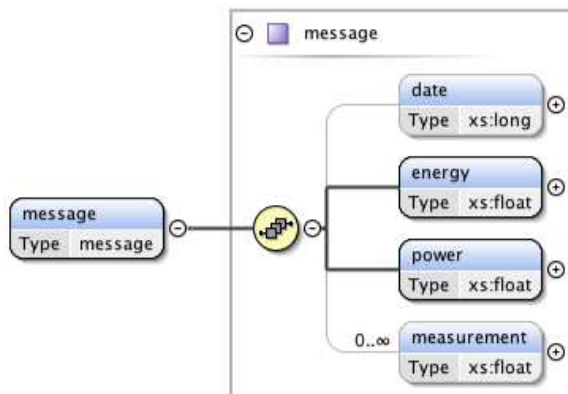 message
date
Type xs:long
energy
Type xs:float
message
Type message
power
Type xs:float
0..∞ measurement
Type xs:float